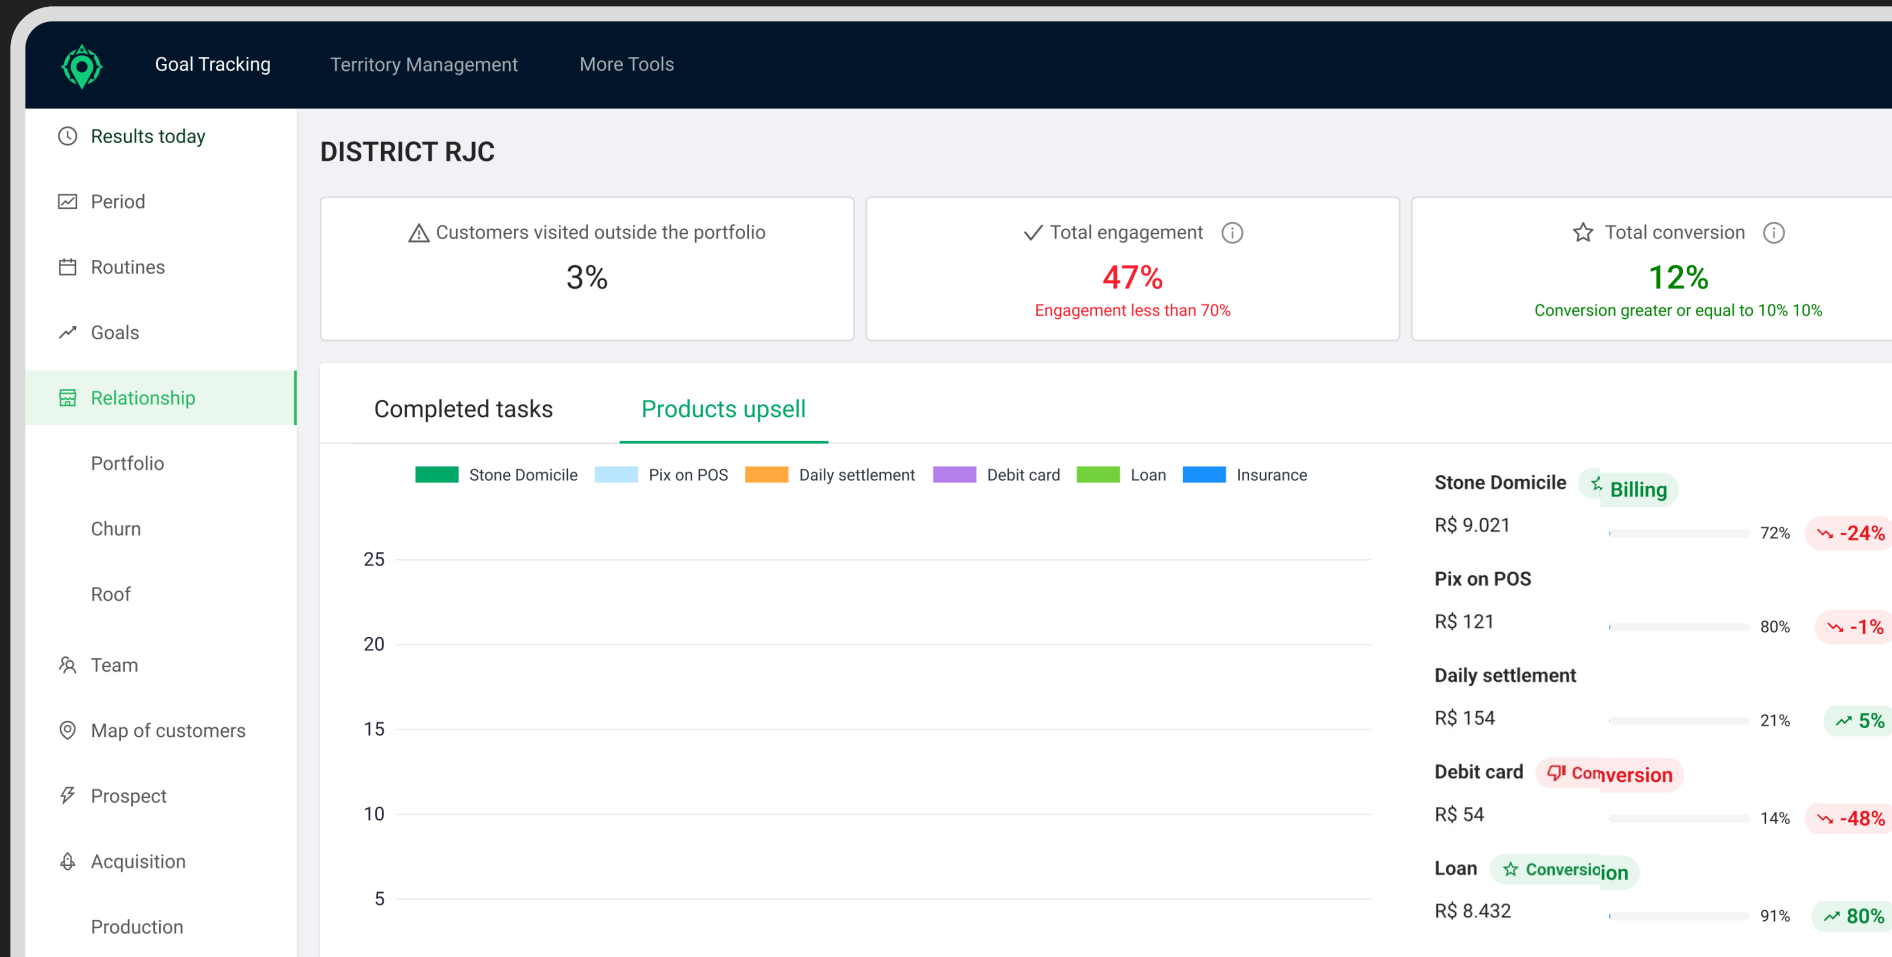 Goal Tracking
Territory Management
More Tools
Results today
Period
Routines
Goals
Relationship
Portfolio
Churn
Roof
Team
Map of customers
Prospect
Acquisition
Production
DISTRICT RJC
Customers visited outside the portfolio
3%
Total engagement
47%
Engagement less than 70%
Total conversion
12%
Conversion greater or equal to 10% 10%
Completed tasks
Products upsell
Stone Domicile
Pix on POS
Daily settlement
Debit card
Loan
Insurance
25
20
15
10
5
Stone Domicile Billing
R$ 9.021 72% -24%
Pix on POS
R$ 121 80% -1%
Daily settlement
R$ 154 21% 5%
Debit card Conversion
R$ 54 14% -48%
Loan Conversion
R$ 8.432 91% 80%